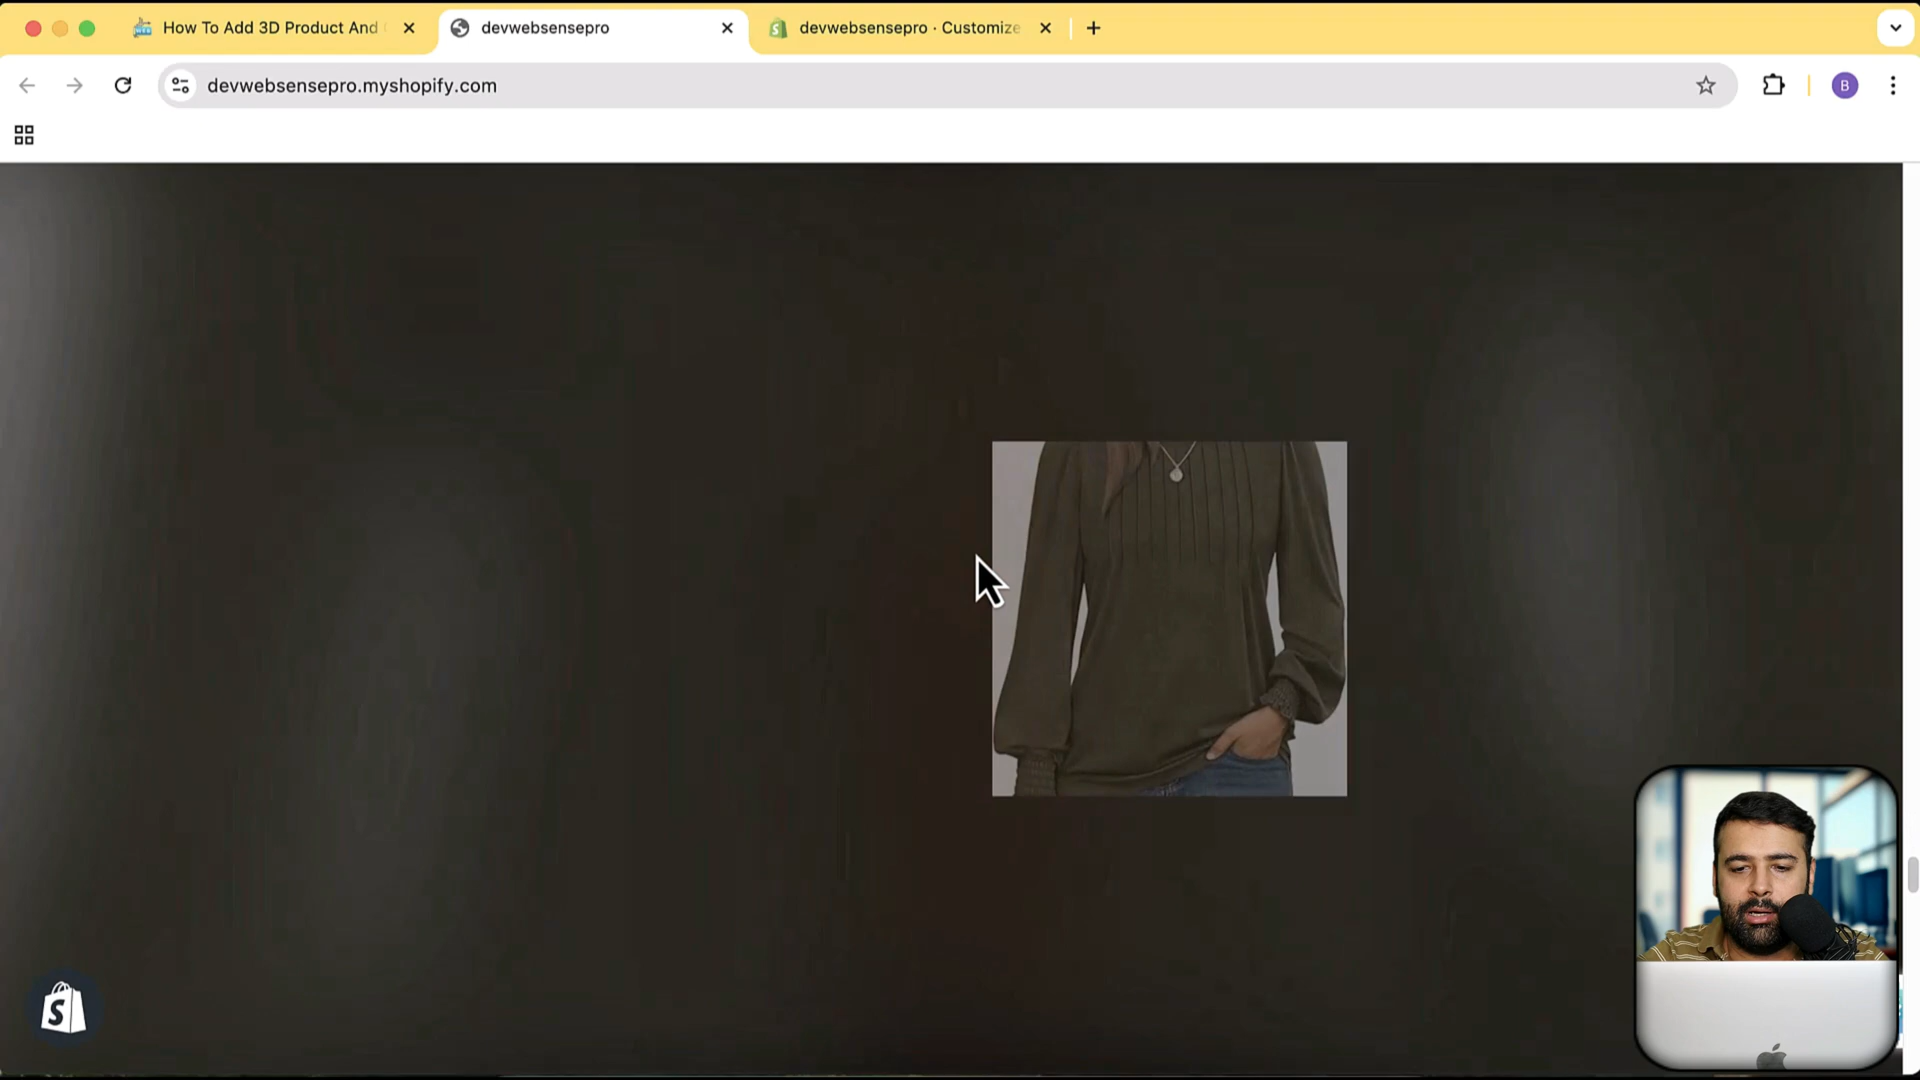 How To Add 3D Product And
devwebsensepro
devwebsensepro · Customize
devwebsensepro.myshopify.com
B
S